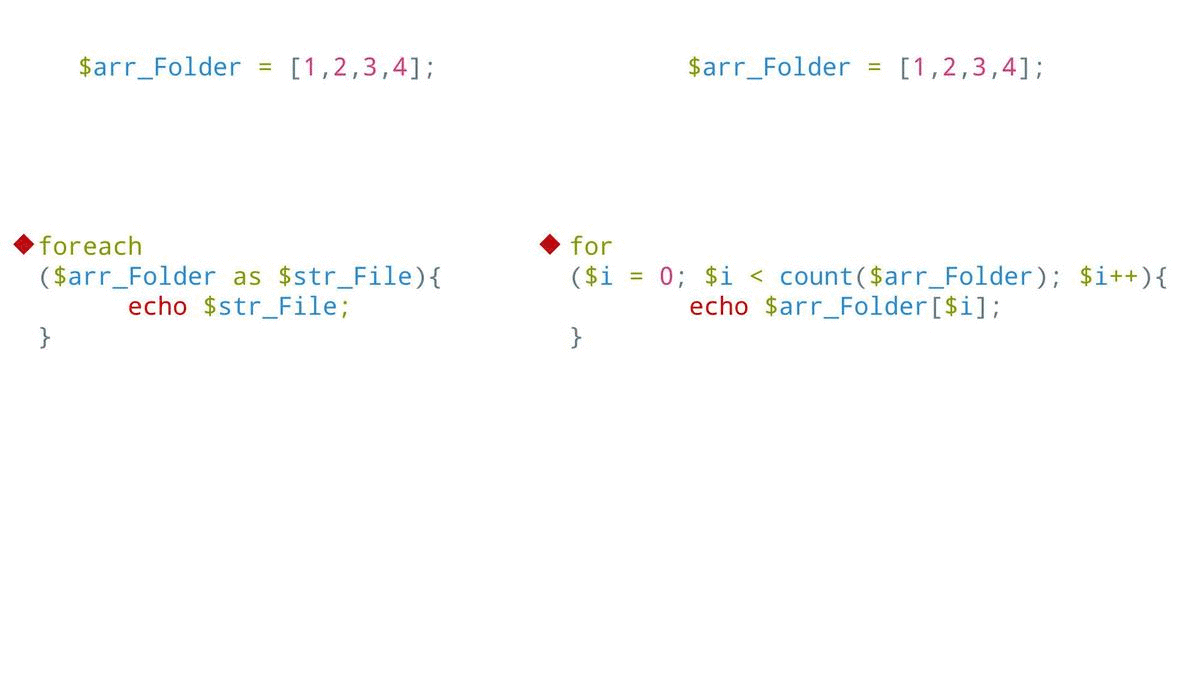 $arr_Folder = [1,2,3,4];
foreach
($arr_Folder as $str_File){
echo $str_File;
}
$arr_Folder = [1,2,3,4];
for
($i = 0; $i < count($arr_Folder); $i++){
echo $arr_Folder[$i];
}